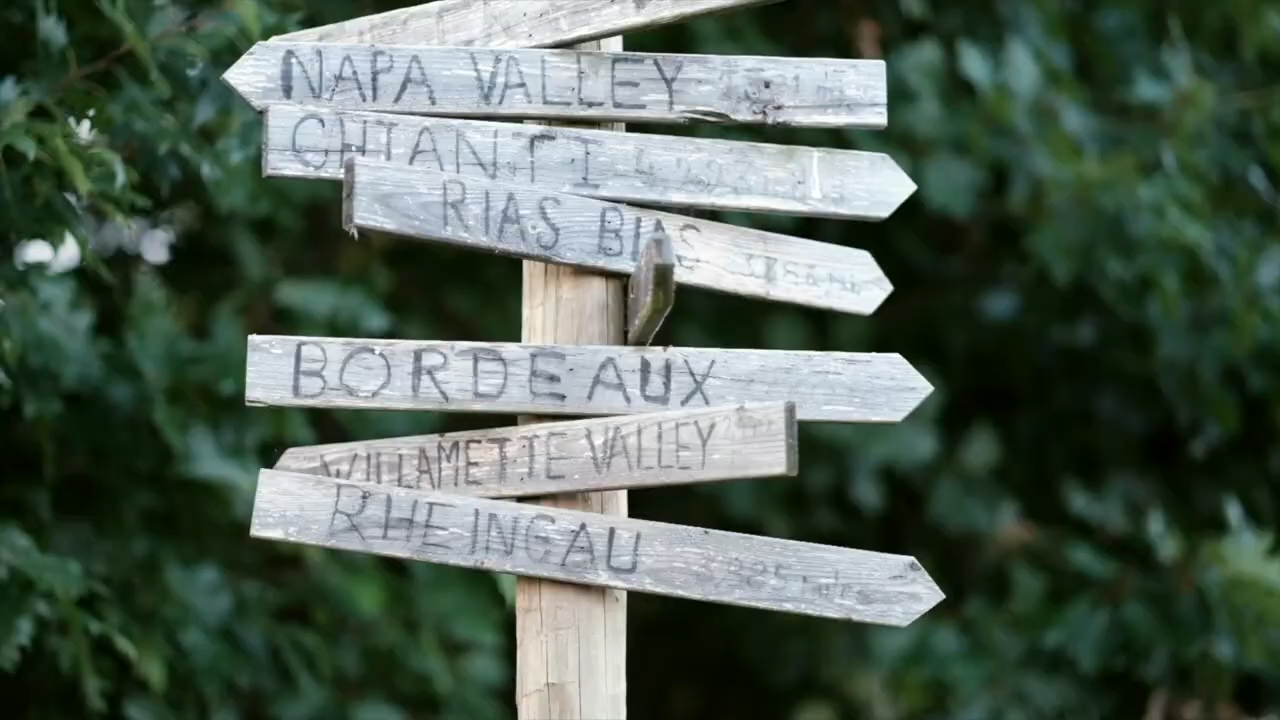 NAPA VALLEY
CHIANTI
RIAS BIAS
BORDEAUX
WILLAMETTE VALLEY
RHEINGAU